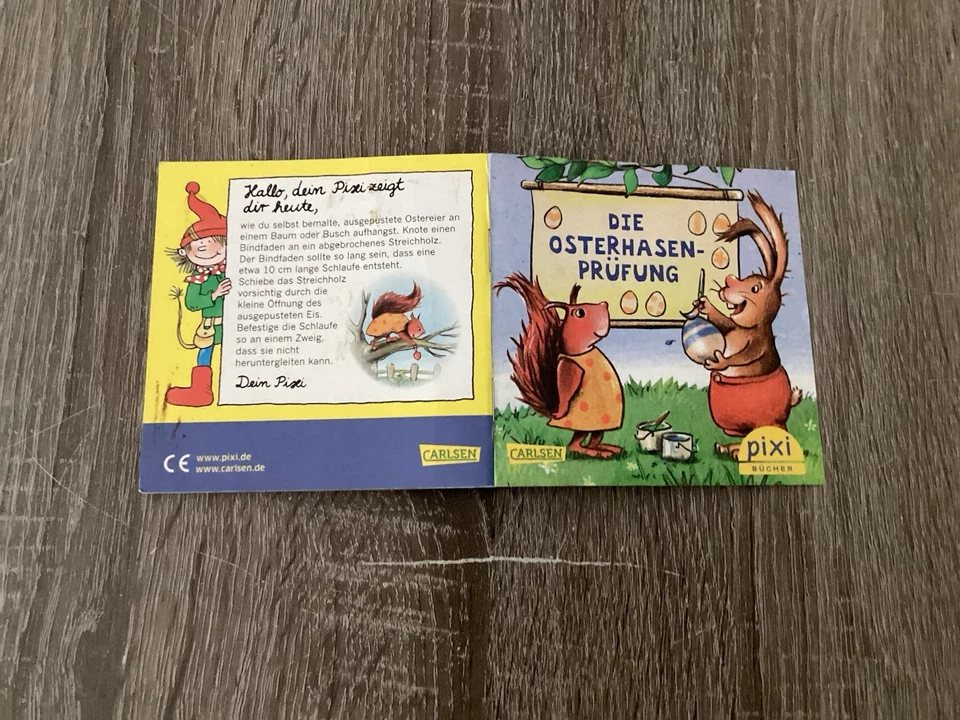 Hallo, dein Pixi zeigt
dir heute,
wie du selbst bemalte, ausgepustete Ostereier an
einem Baum oder Busch aufhängst. Knote einen
Bindfaden an ein abgebrochenes Streichholz.
Der Bindfaden sollte so lang sein, dass eine
etwa 10 cm lange Schlaufe entsteht.
Schiebe das Streichholz
vorsichtig durch die
kleine Öffnung des
ausgepusteten Eis.
Befestige die Schlaufe
so an einem Zweig,
dass sie nicht
heruntergleiten kann.
Dein Pixi
CE www.pixi.de
www.carlsen.de
CARLSEN
DIE
OSTERHASEN-
PRÜFUNG
CARLSEN
pixi
BÜCHER